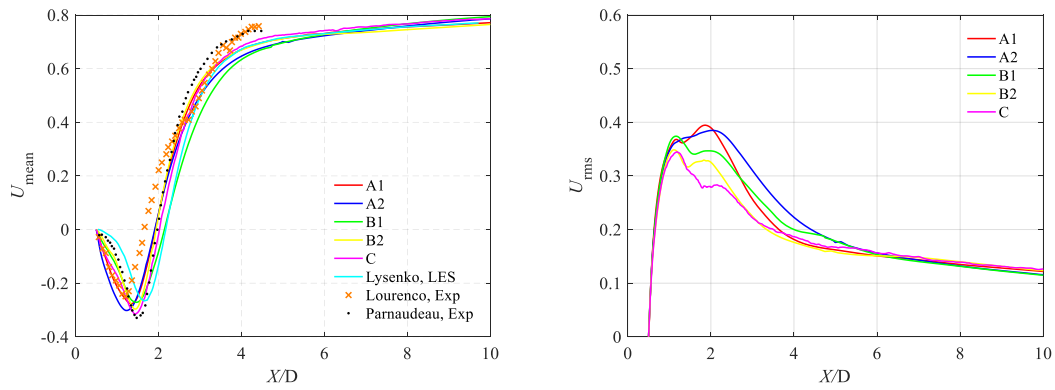 0.8
0.6
0.4
0.2
0
-0.2
-0.4
U_mean
A1
A2
B1
B2
C
Lysenko, LES
Lourenco, Exp
Parnaudeau, Exp
0 2 4 6 8 10
X/D
0.6
0.5
0.4
0.3
0.2
0.1
0
U_rms
A1
A2
B1
B2
C
0 2 4 6 8 10
X/D